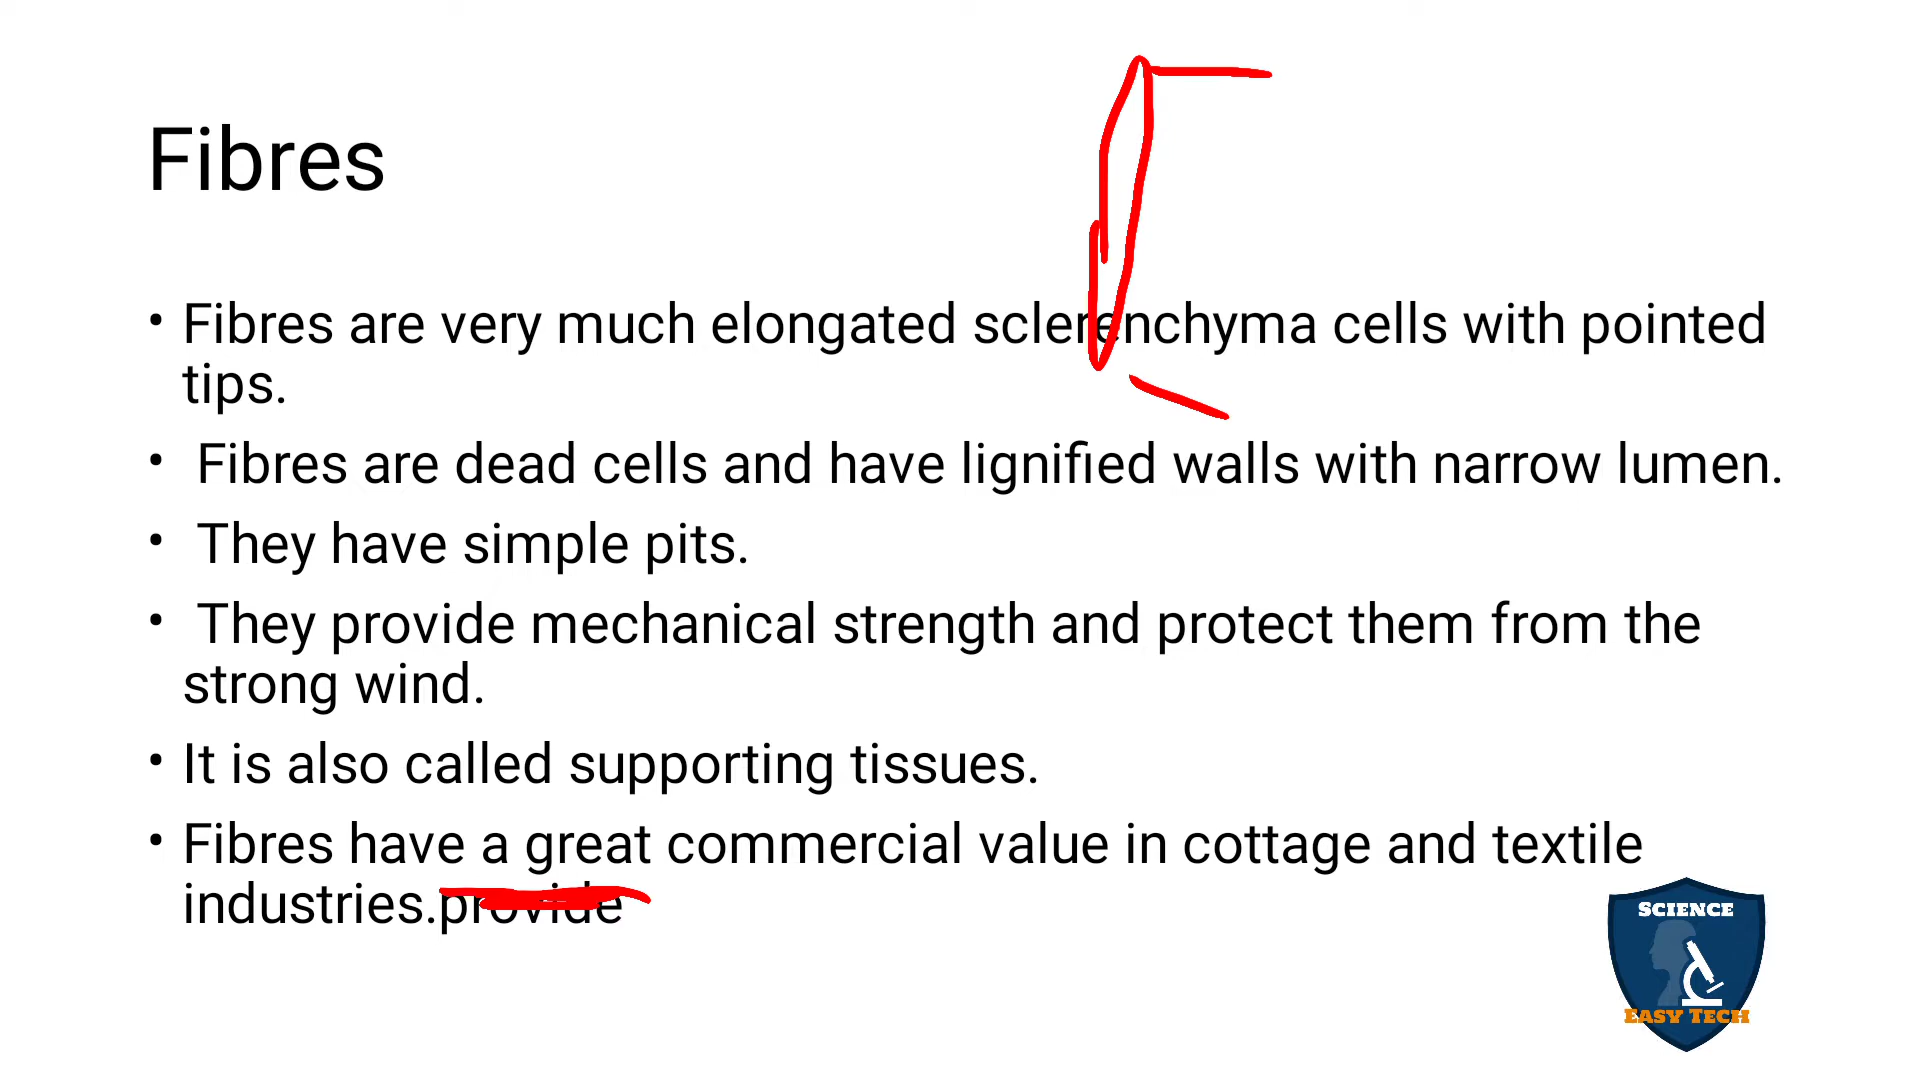 Fibres
• Fibres are very much elongated sclerenchyma cells with pointed
tips.
• Fibres are dead cells and have lignified walls with narrow lumen.
• They have simple pits.
• They provide mechanical strength and protect them from the
strong wind.
• It is also called supporting tissues.
• Fibres have a great commercial value in cottage and textile
industries.provide
SCIENCE
EASY TECH